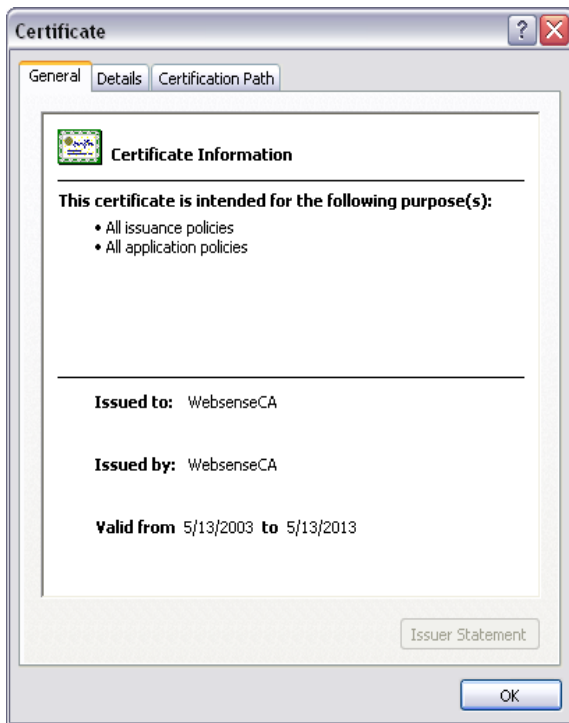 Certificate
General Details Certification Path
Certificate Information
This certificate is intended for the following purpose(s):
• All issuance policies
• All application policies
Issued to: WebsenseCA
Issued by: WebsenseCA
Valid from 5/13/2003 to 5/13/2013
Issuer Statement
OK